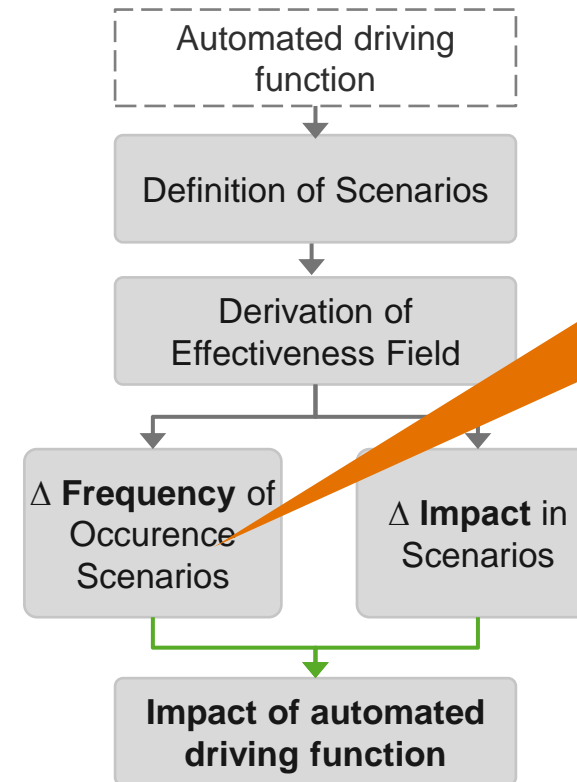 Automated driving
function
Definition of Scenarios
Derivation of
Effectiveness Field
Δ Frequency of
Occurence
Scenarios
Δ Impact in
Scenarios
Impact of automated
driving function